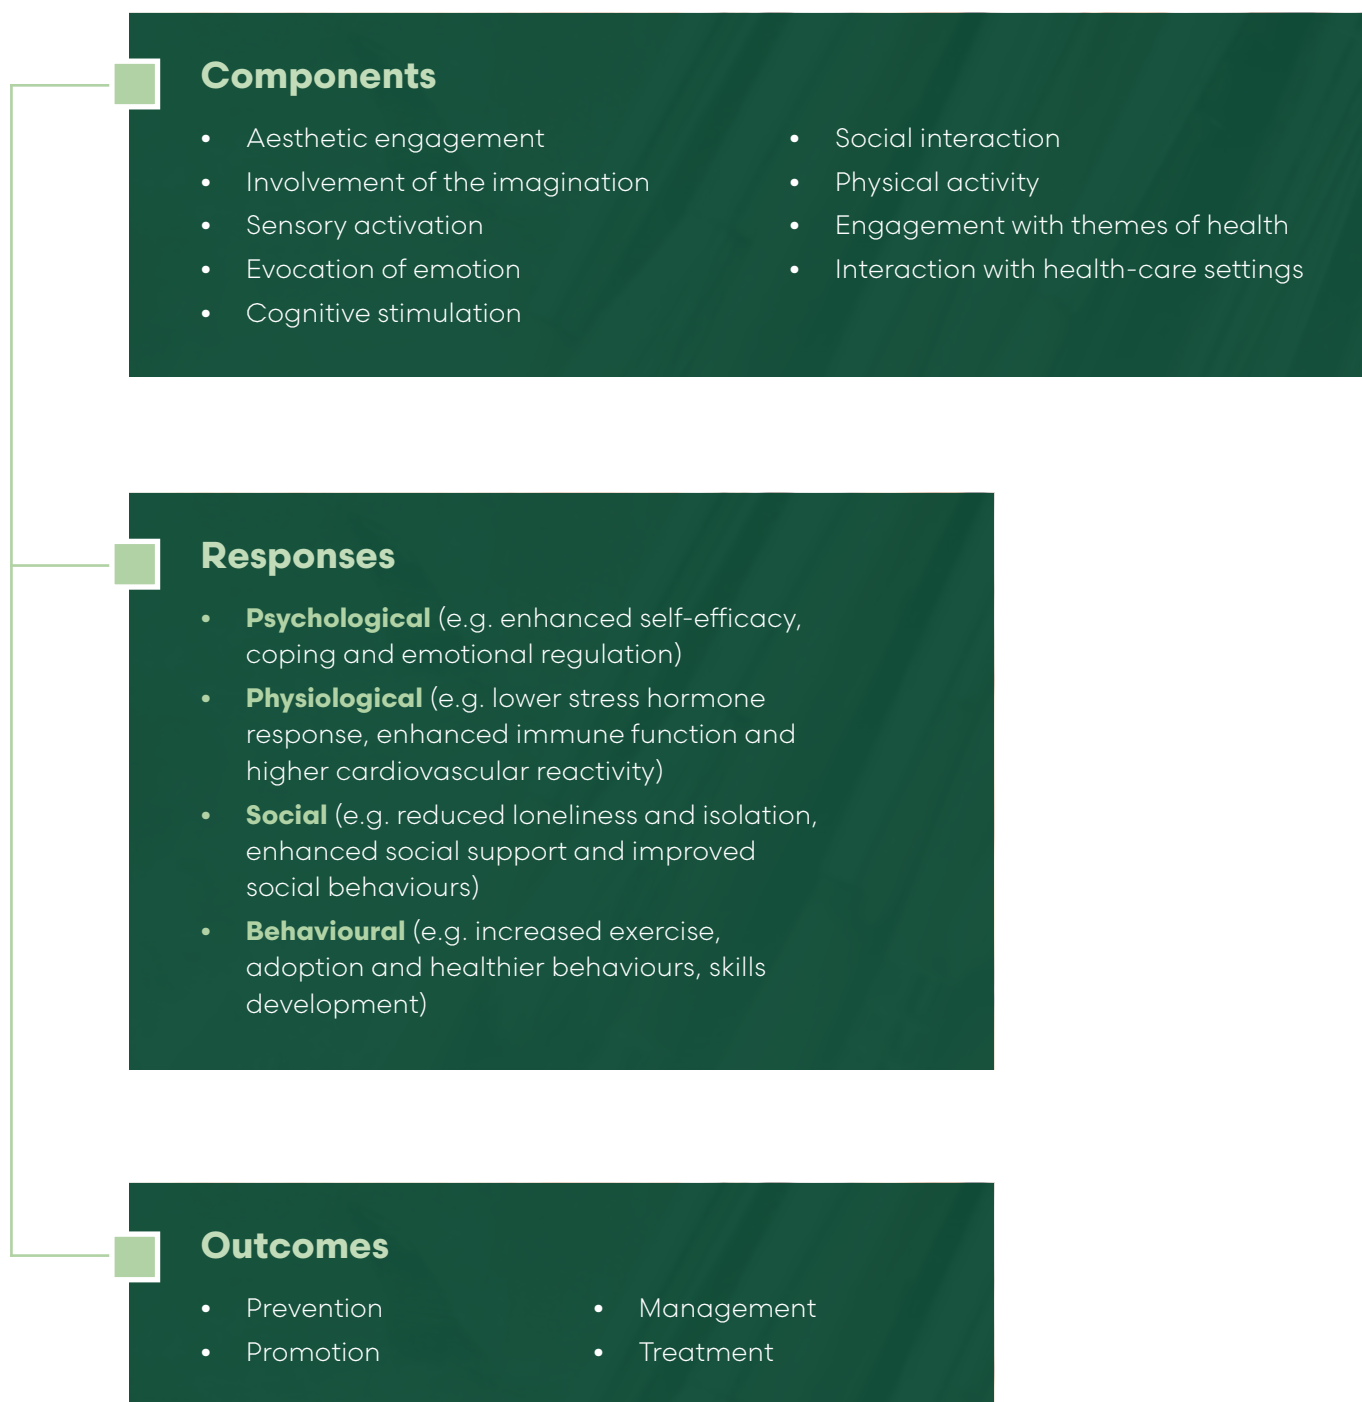 Components
• Aesthetic engagement
• Involvement of the imagination
• Sensory activation
• Evocation of emotion
• Cognitive stimulation
• Social interaction
• Physical activity
• Engagement with themes of health
• Interaction with health-care settings
Responses
• Psychological (e.g. enhanced self-efficacy,
coping and emotional regulation)
• Physiological (e.g. lower stress hormone
response, enhanced immune function and
higher cardiovascular reactivity)
• Social (e.g. reduced loneliness and isolation,
enhanced social support and improved
social behaviours)
• Behavioural (e.g. increased exercise,
adoption and healthier behaviours, skills
development)
Outcomes
• Prevention
• Promotion
• Management
• Treatment